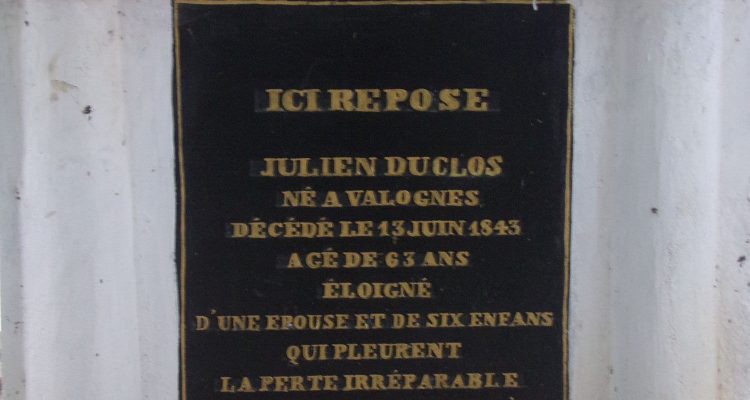 ICI REPOSE
JULIEN DUCLOS
NÉ A VALOGNES
DÉCÉDÉ LE 13 JUIN 1843
AGÉ DE 63 ANS
ÉLOIGNÉ
D'UNE EPOUSE ET DE SIX ENFANS
QUI PLEURENT
LA PERTE IRRÉPARABLE